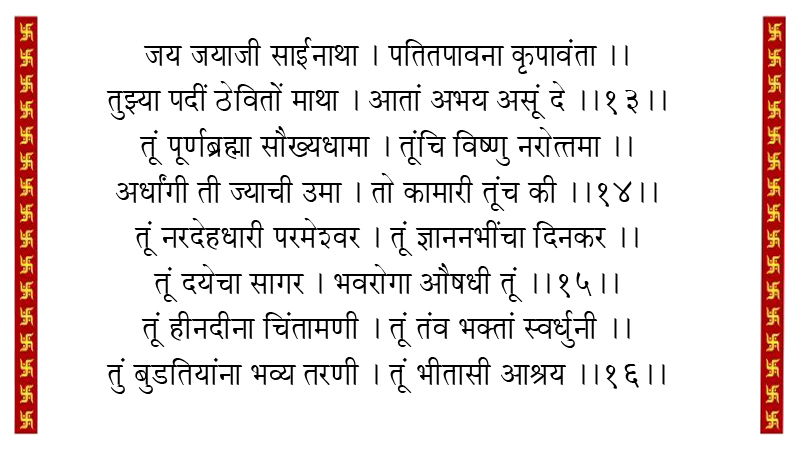 जय जयाजी साईनाथा । पतितपावना कृपावंता ।।
तुझ्या पदीं ठेवितों माथा । आतां अभय असूं दे ।।१३।।
तूं पूर्णब्रह्मा सौख्यधामा । तूंचि विष्णु नरोत्तमा ।।
अर्धांगी ती ज्याची उमा । तो कामारी तूंच की ।।१४।।
तूं नरदेहधारी परमेश्वर । तूं ज्ञाननभींचा दिनकर ।।
तूं दयेचा सागर । भवरोगा औषधी तूं ।।१५।।
तूं हीनदीना चिंतामणी । तूं तंव भक्तां स्वर्धुनी ।।
तुं बुडतियांना भव्य तरणी । तूं भीतासी आश्रय ।।१६।।